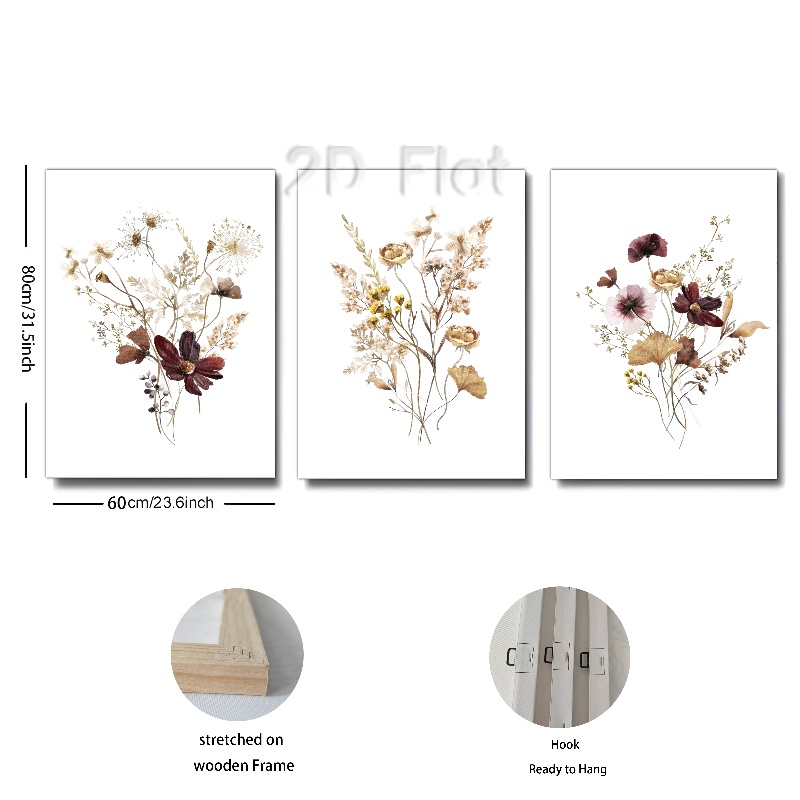 2D Flat
80cm/31.5inch
60cm/23.6inch
stretched on
wooden Frame
Hook
Ready to Hang